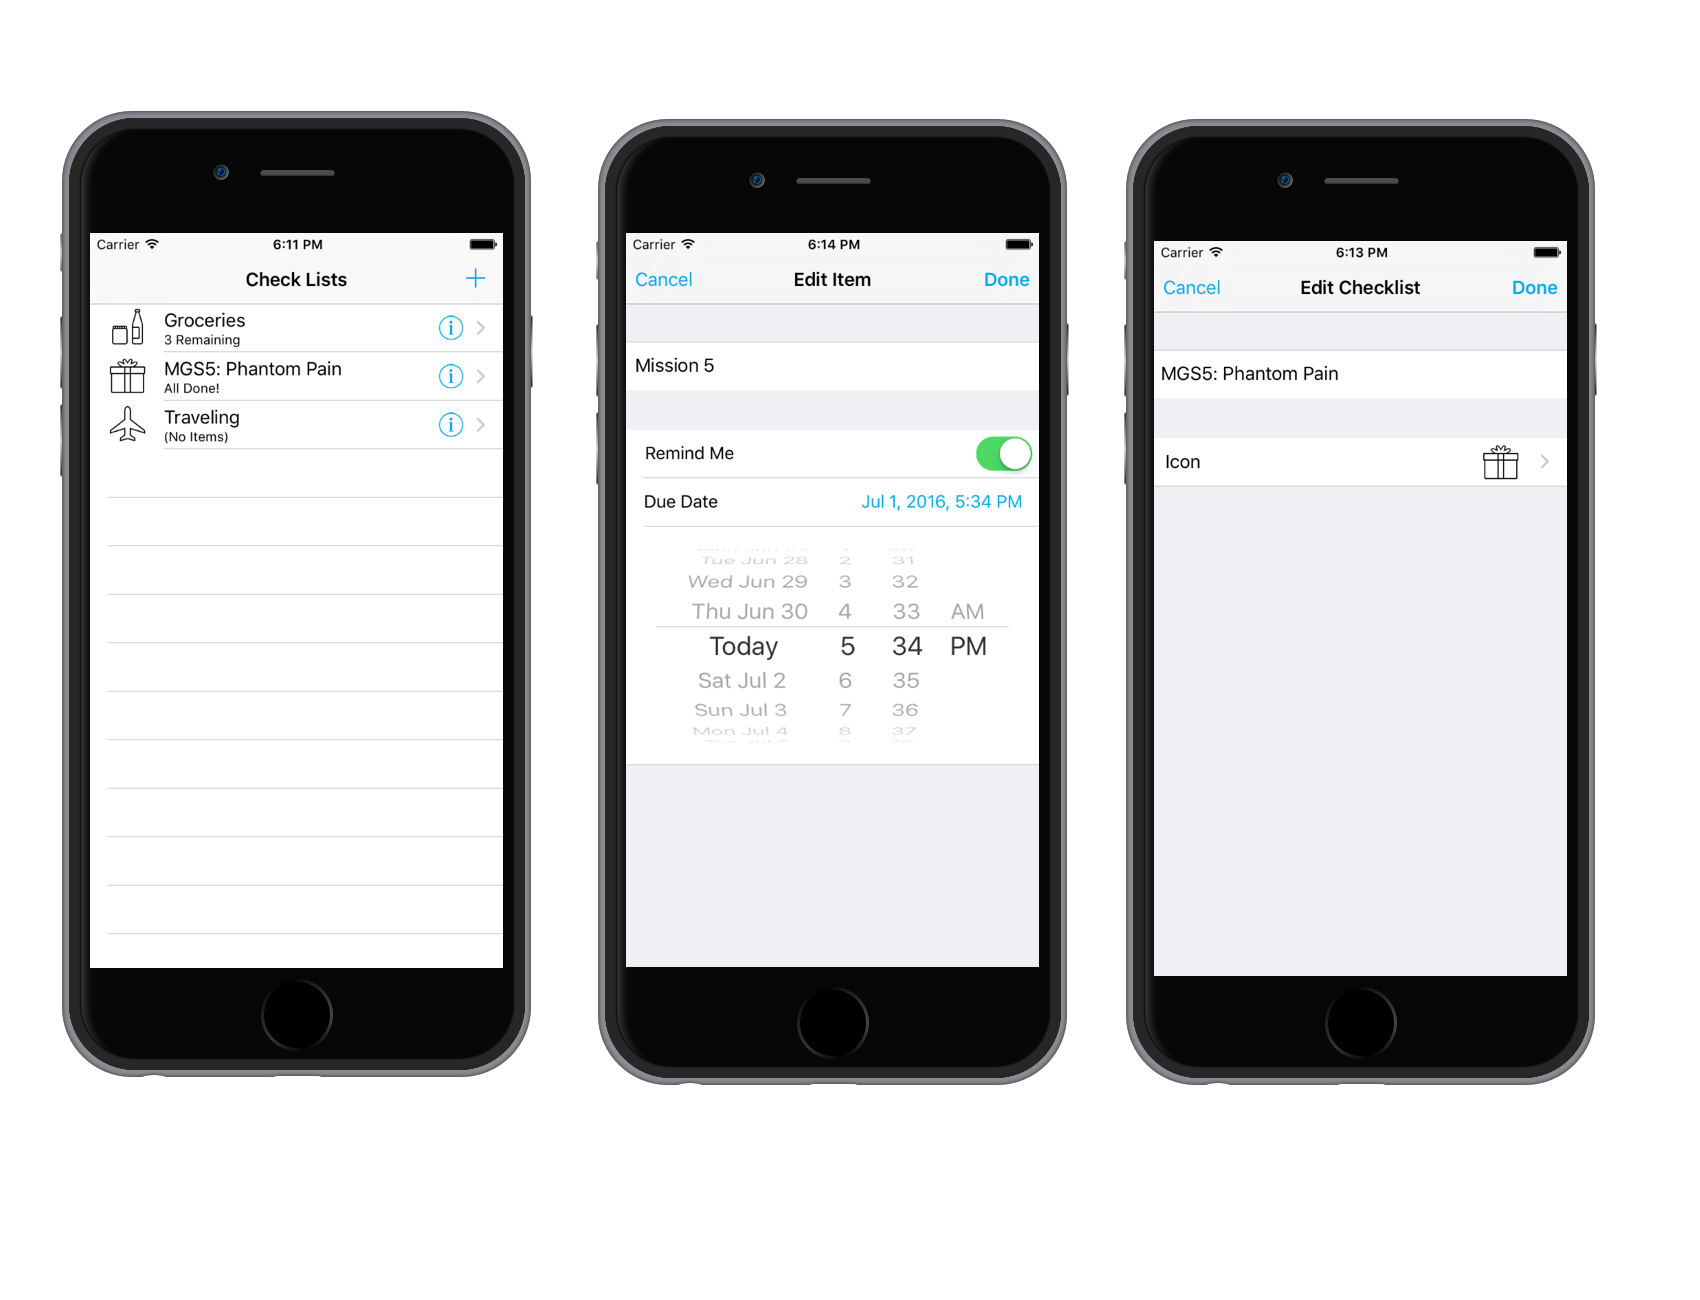 Carrier 6:11 PM
Check Lists +
Groceries
3 Remaining
MGS5: Phantom Pain
All Done!
Traveling
(No Items)
Carrier 6:14 PM
Cancel Edit Item Done
Mission 5
Remind Me
Due Date Jul 1, 2016, 5:34 PM
Tue Jun 28 2 31
Wed Jun 29 3 32
Thu Jun 30 4 33 AM
Today 5 34 PM
Sat Jul 2 6 35
Sun Jul 3 7 36
Mon Jul 4 8 37
Carrier 6:13 PM
Cancel Edit Checklist Done
MGS5: Phantom Pain
Icon